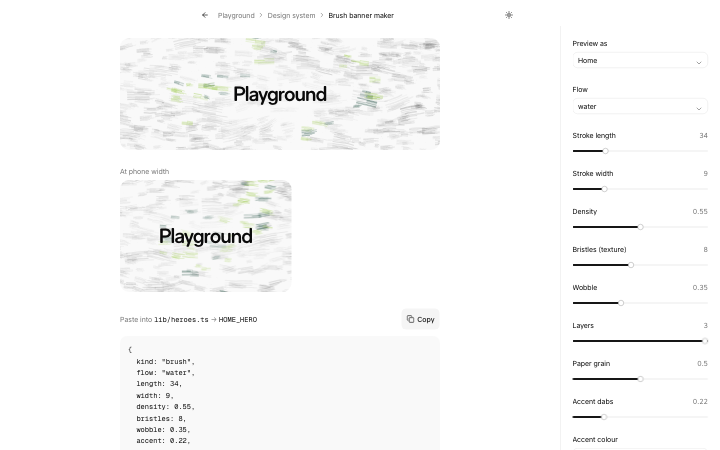 Playground > Design system > Brush banner maker
Playground
At phone width
Playground
Paste into lib/heroes.ts → HOME_HERO
Copy
{
kind: "brush",
flow: "water",
length: 34,
width: 9,
density: 0.55,
bristles: 8,
wobble: 0.35,
accent: 0.22,
Preview as
Home
Flow
water
Stroke length 34
Stroke width 9
Density 0.55
Bristles (texture) 8
Wobble 0.35
Layers 3
Paper grain 0.5
Accent dabs 0.22
Accent colour